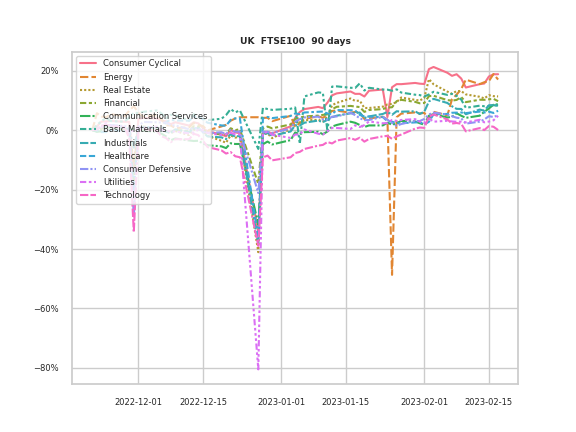 UK  FTSE100  90 days
Consumer Cyclical
Energy
Real Estate
Financial
Communication Services
Basic Materials
Industrials
Healthcare
Consumer Defensive
Utilities
Technology
20%
0%
−20%
−40%
−60%
−80%
2022-12-01
2022-12-15
2023-01-01
2023-01-15
2023-02-01
2023-02-15